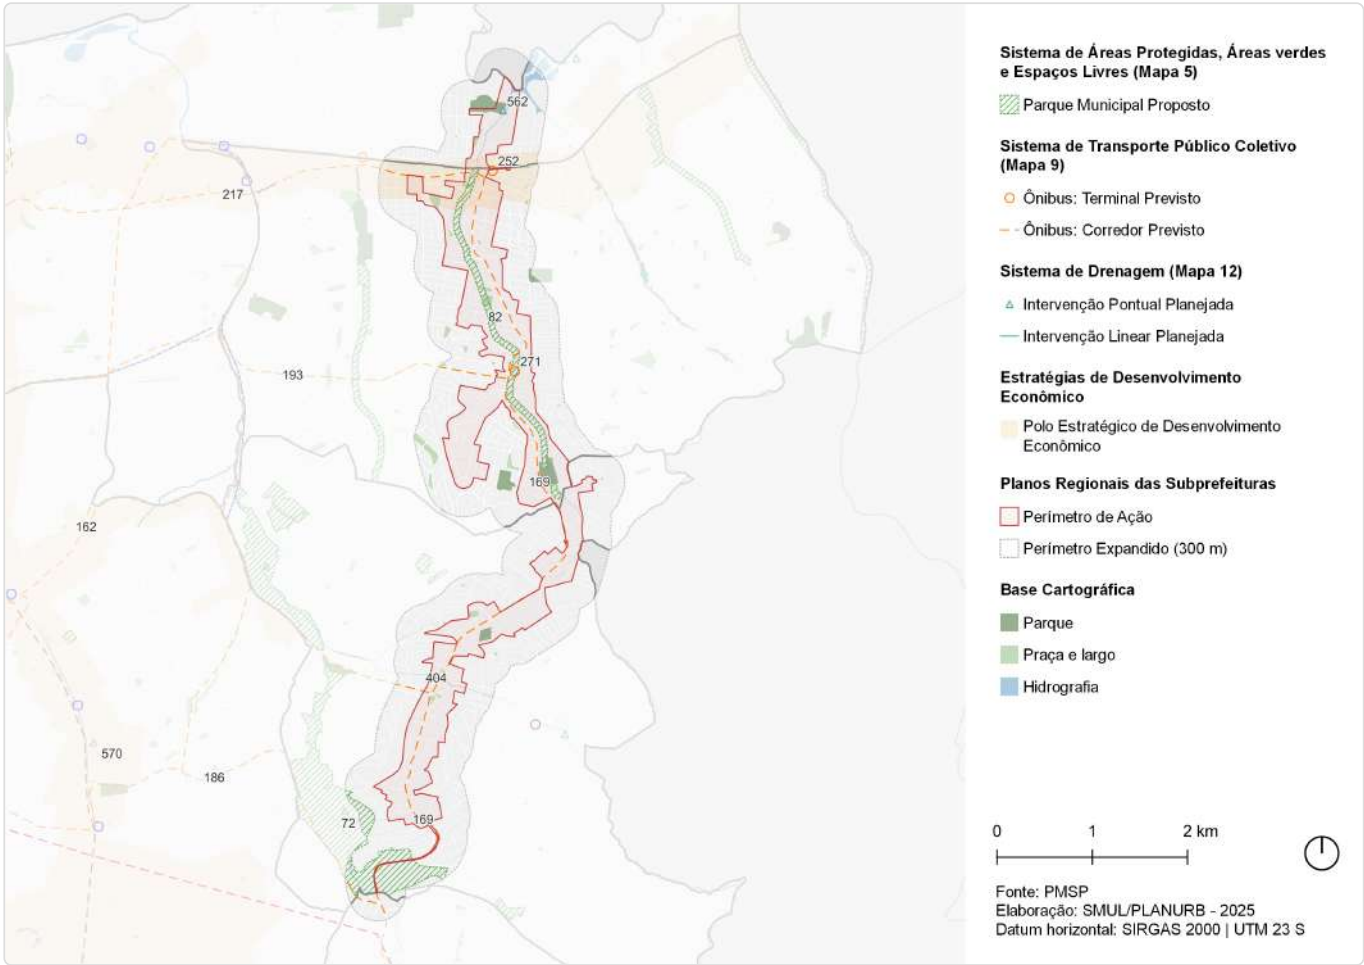 562
252
217
82
271
193
169
162
404
570
186
72
169
Sistema de Áreas Protegidas, Áreas verdes
e Espaços Livres (Mapa 5)
Parque Municipal Proposto
Sistema de Transporte Público Coletivo
(Mapa 9)
Ônibus: Terminal Previsto
Ônibus: Corredor Previsto
Sistema de Drenagem (Mapa 12)
Intervenção Pontual Planejada
Intervenção Linear Planejada
Estratégias de Desenvolvimento
Econômico
Polo Estratégico de Desenvolvimento
Econômico
Planos Regionais das Subprefeituras
Perímetro de Ação
Perímetro Expandido (300 m)
Base Cartográfica
Parque
Praça e largo
Hidrografia
0 1 2 km
Fonte: PMSP
Elaboração: SMUL/PLANURB - 2025
Datum horizontal: SIRGAS 2000 | UTM 23 S